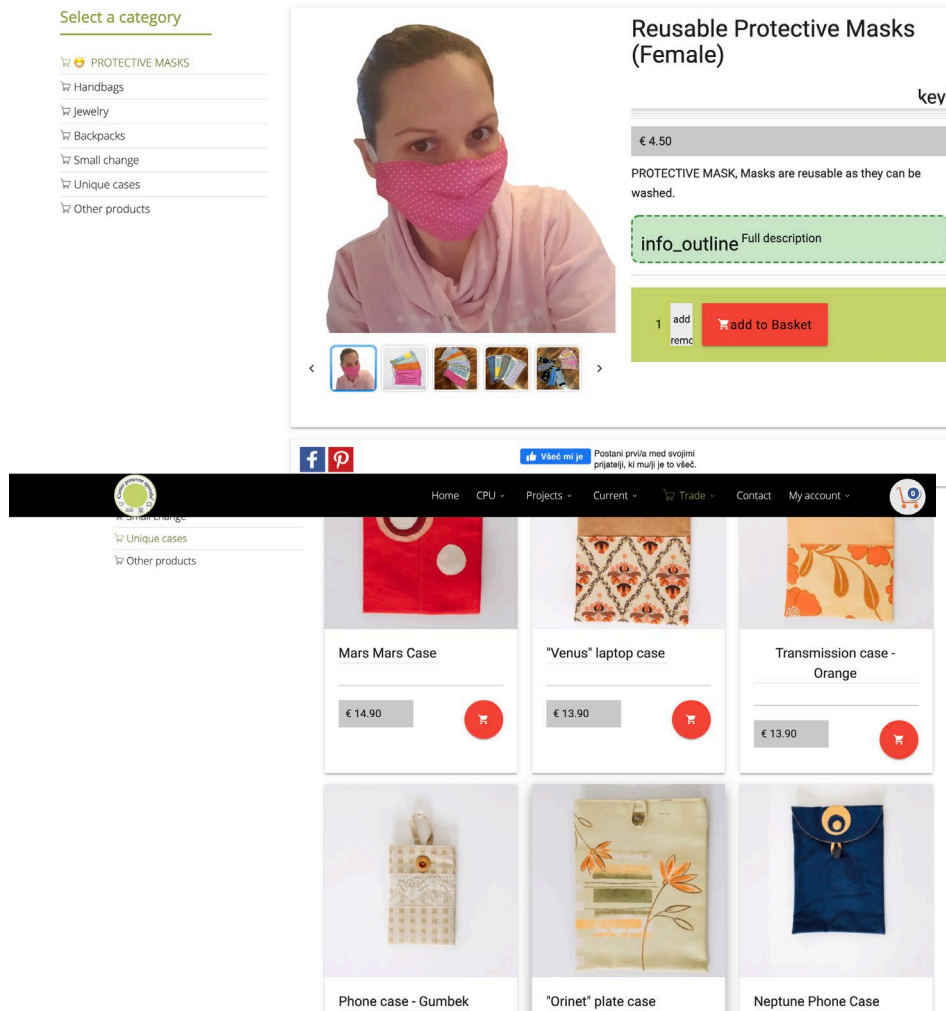 Select a category
PROTECTIVE MASKS
Handbags
Jewelry
Backpacks
Small change
Unique cases
Other products
Reusable Protective Masks
(Female)
key
€ 4.50
PROTECTIVE MASK, Masks are reusable as they can be
washed.
info_outline Full description
1 add
remo
add to Basket
Všeč mi je
Postani prvi/a med svojimi
prijatelji, ki mu/ji je to všeč.
Home CPU Projects Current Trade Contact My account 0
Small change
Unique cases
Other products
Mars Mars Case
"Venus" laptop case
Transmission case -
Orange
€ 14.90
€ 13.90
€ 13.90
Phone case - Gumbek
"Orinet" plate case
Neptune Phone Case